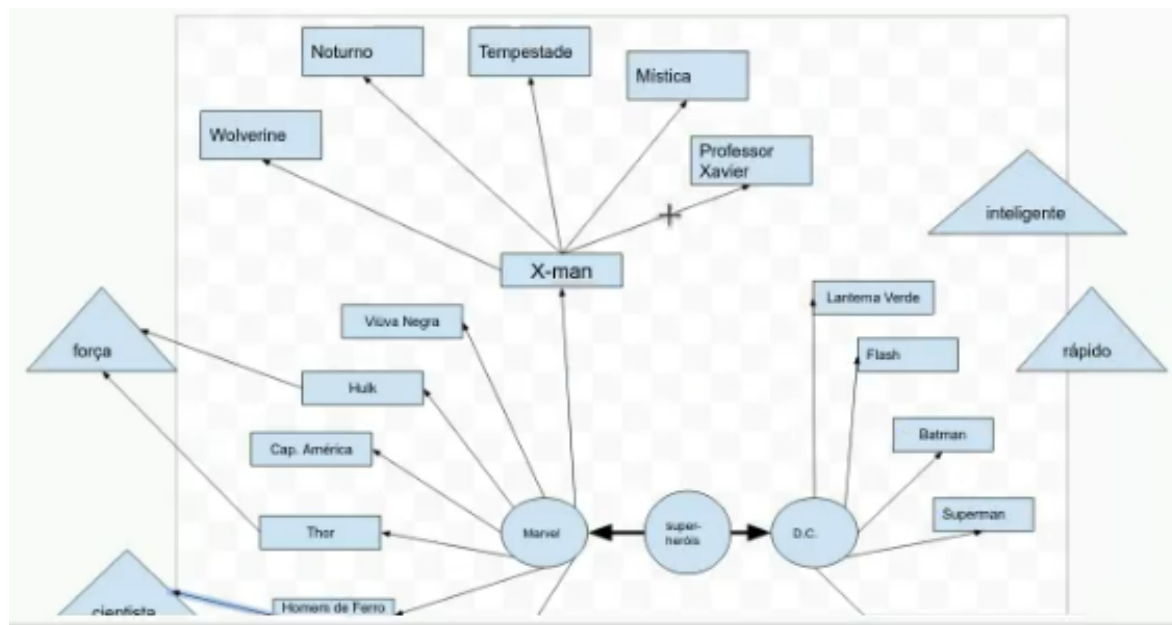 Noturno
Tempestade
Mística
Wolverine
Professor
Xavier
inteligente
X-man
Lanterna Verde
Viúva Negra
força
Flash
rápido
Hulk
Cap. América
Batman
Superman
Thor
Marvel
super-
heróis
D.C.
cientista
Homem de Ferro